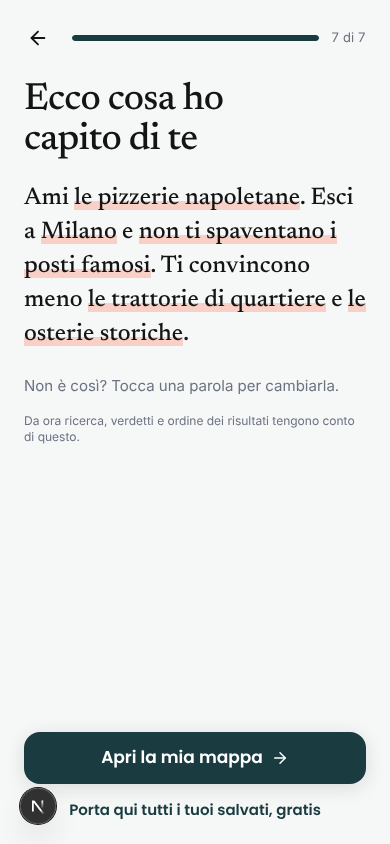 7 di 7
Ecco cosa ho
capito di te
Ami le pizzerie napoletane. Esci
a Milano e non ti spaventano i
posti famosi. Ti convincono
meno le trattorie di quartiere e le
osterie storiche.
Non è così? Tocca una parola per cambiarla.
Da ora ricerca, verdetti e ordine dei risultati tengono conto
di questo.
Apri la mia mappa
N
Porta qui tutti i tuoi salvati, gratis